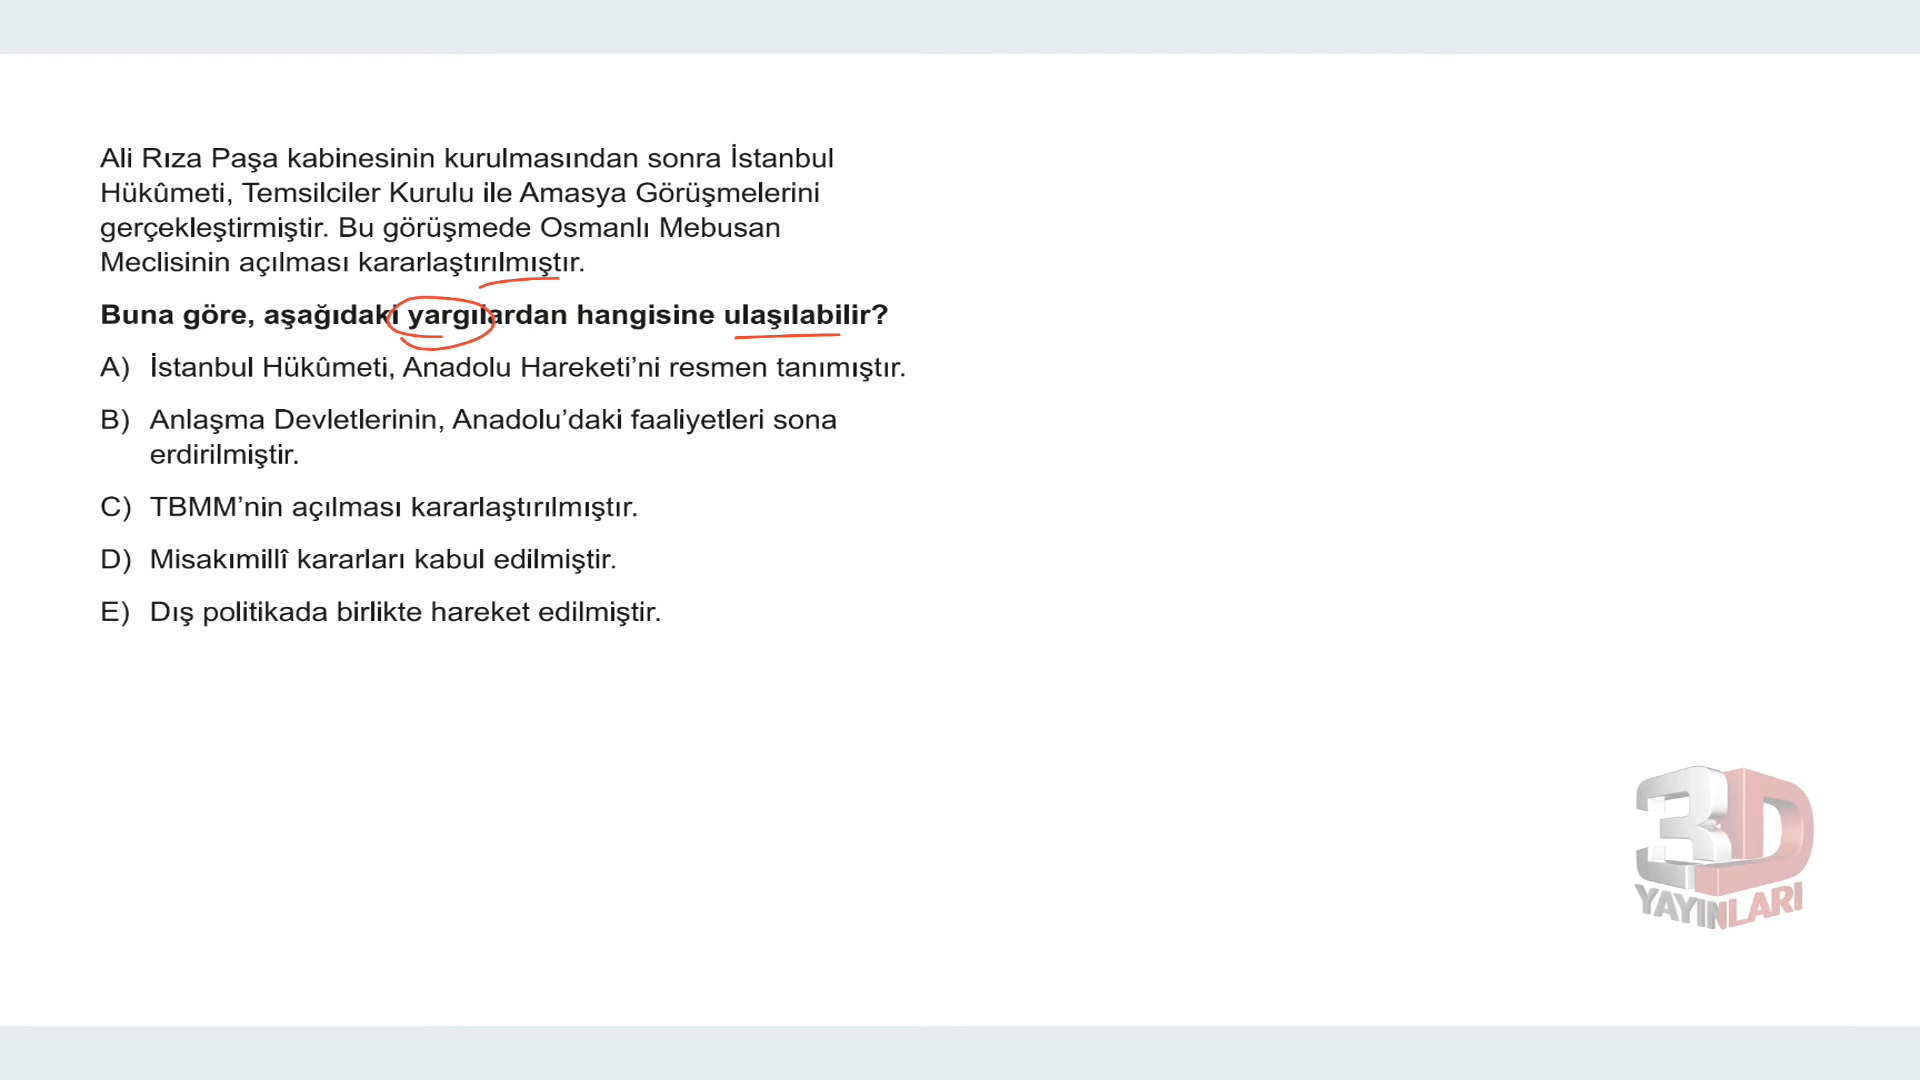 Ali Rıza Paşa kabinesinin kurulmasından sonra İstanbul
Hükûmeti, Temsilciler Kurulu ile Amasya Görüşmelerini
gerçekleştirmiştir. Bu görüşmede Osmanlı Mebusan
Meclisinin açılması kararlaştırılmıştır.
Buna göre, aşağıdaki yargılardan hangisine ulaşılabilir?
A) İstanbul Hükûmeti, Anadolu Hareketi’ni resmen tanımıştır.
B) Anlaşma Devletlerinin, Anadolu’daki faaliyetleri sona
erdirilmiştir.
C) TBMM’nin açılması kararlaştırılmıştır.
D) Misakımillî kararları kabul edilmiştir.
E) Dış politikada birlikte hareket edilmiştir.
3D
YAYINLARI